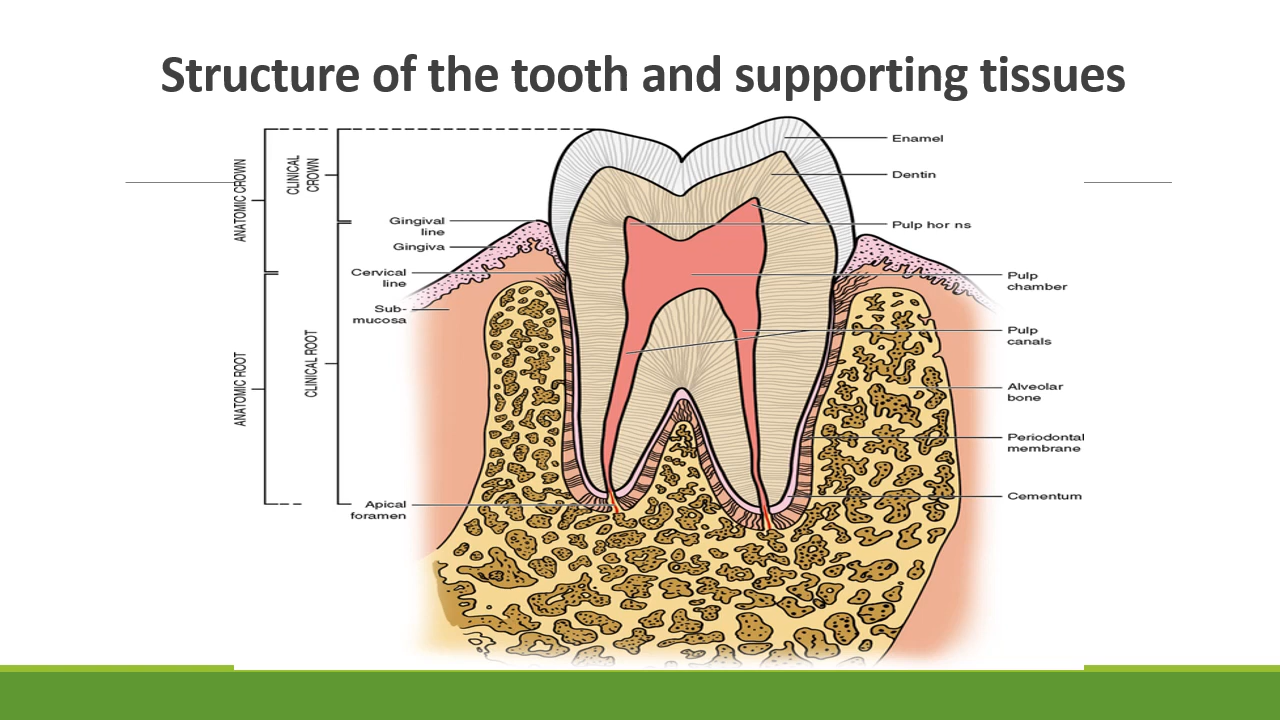 Structure of the tooth and supporting tissues
ANATOMIC CROWN
CLINICAL
CROWN
ANATOMIC ROOT
CLINICAL ROOT
Gingival
line
Gingiva
Cervical
line
Sub-
mucosa
Apical
foramen
Enamel
Dentin
Pulp hor ns
Pulp
chamber
Pulp
canals
Alveolar
bone
Periodontal
membrane
Cementum